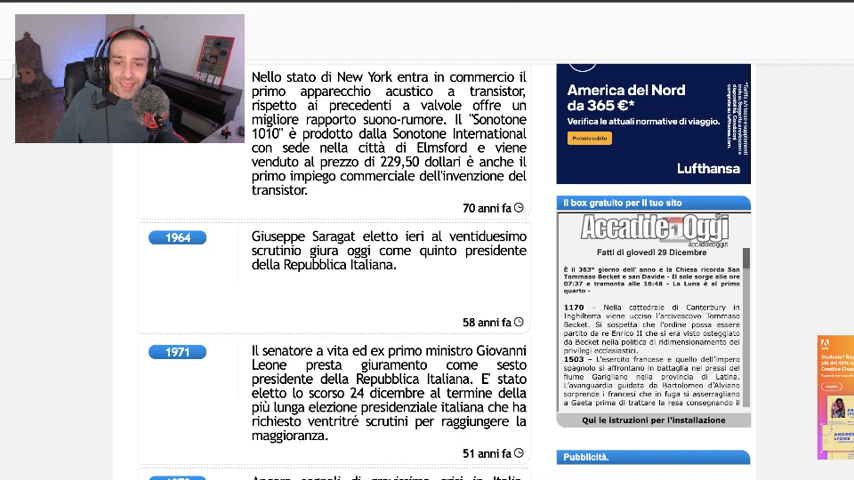 Nello stato di New York entra in commercio il
primo apparecchio acustico a transistor,
rispetto ai precedenti a valvole offre un
migliore rapporto suono-rumore. Il "Sonotone
1010" è prodotto dalla Sonotone International
con sede nella città di Elmsford e viene
venduto al prezzo di 229,50 dollari è anche il
primo impiego commerciale dell'invenzione del
transistor.
70 anni fa
1964
Giuseppe Saragat eletto ieri al ventiduesimo
scrutinio giura oggi come quinto presidente
della Repubblica Italiana.
58 anni fa
1971
Il senatore a vita ed ex primo ministro Giovanni
Leone presta giuramento come sesto
presidente della Repubblica Italiana. E' stato
eletto lo scorso 24 dicembre al termine della
più lunga elezione presidenziale italiana che ha
richiesto ventritré scrutini per raggiungere la
maggioranza.
51 anni fa
America del Nord
da 365 €*
Verifica le attuali normative di viaggio.
Prenota subito
Lufthansa
Il box gratuito per il tuo sito
Accadde Oggi
accaddeoggi.it
Fatti di giovedì 29 Dicembre
È il 363° giorno dell' anno e la Chiesa ricorda San
Tommaso Becket e san Davide - Il sole sorge alle ore
07:37 e tramonta alle 16:48 - La Luna è al primo
quarto -
1170 - Nella cattedrale di Canterbury in
Inghilterra viene ucciso l'arcivescovo Tommaso
Becket. Si sospetta che l'ordine possa essere
partito da re Enrico II che si era visto osteggiato
da Becket nella politica di ridimensionamento dei
privilegi ecclesiastici.
1503 - L'esercito francese e quello dell'impero
spagnolo si affrontano in battaglia nei pressi del
fiume Garigliano nella provincia di Latina.
L'avanguardia guidata da Bartolomeo d'Alviano
sorprende i francesi che in fuga si asserragliano
a Gaeta prima di trattare la resa consegnando il
Qui le istruzioni per l'installazione
Pubblicità.
Adobe